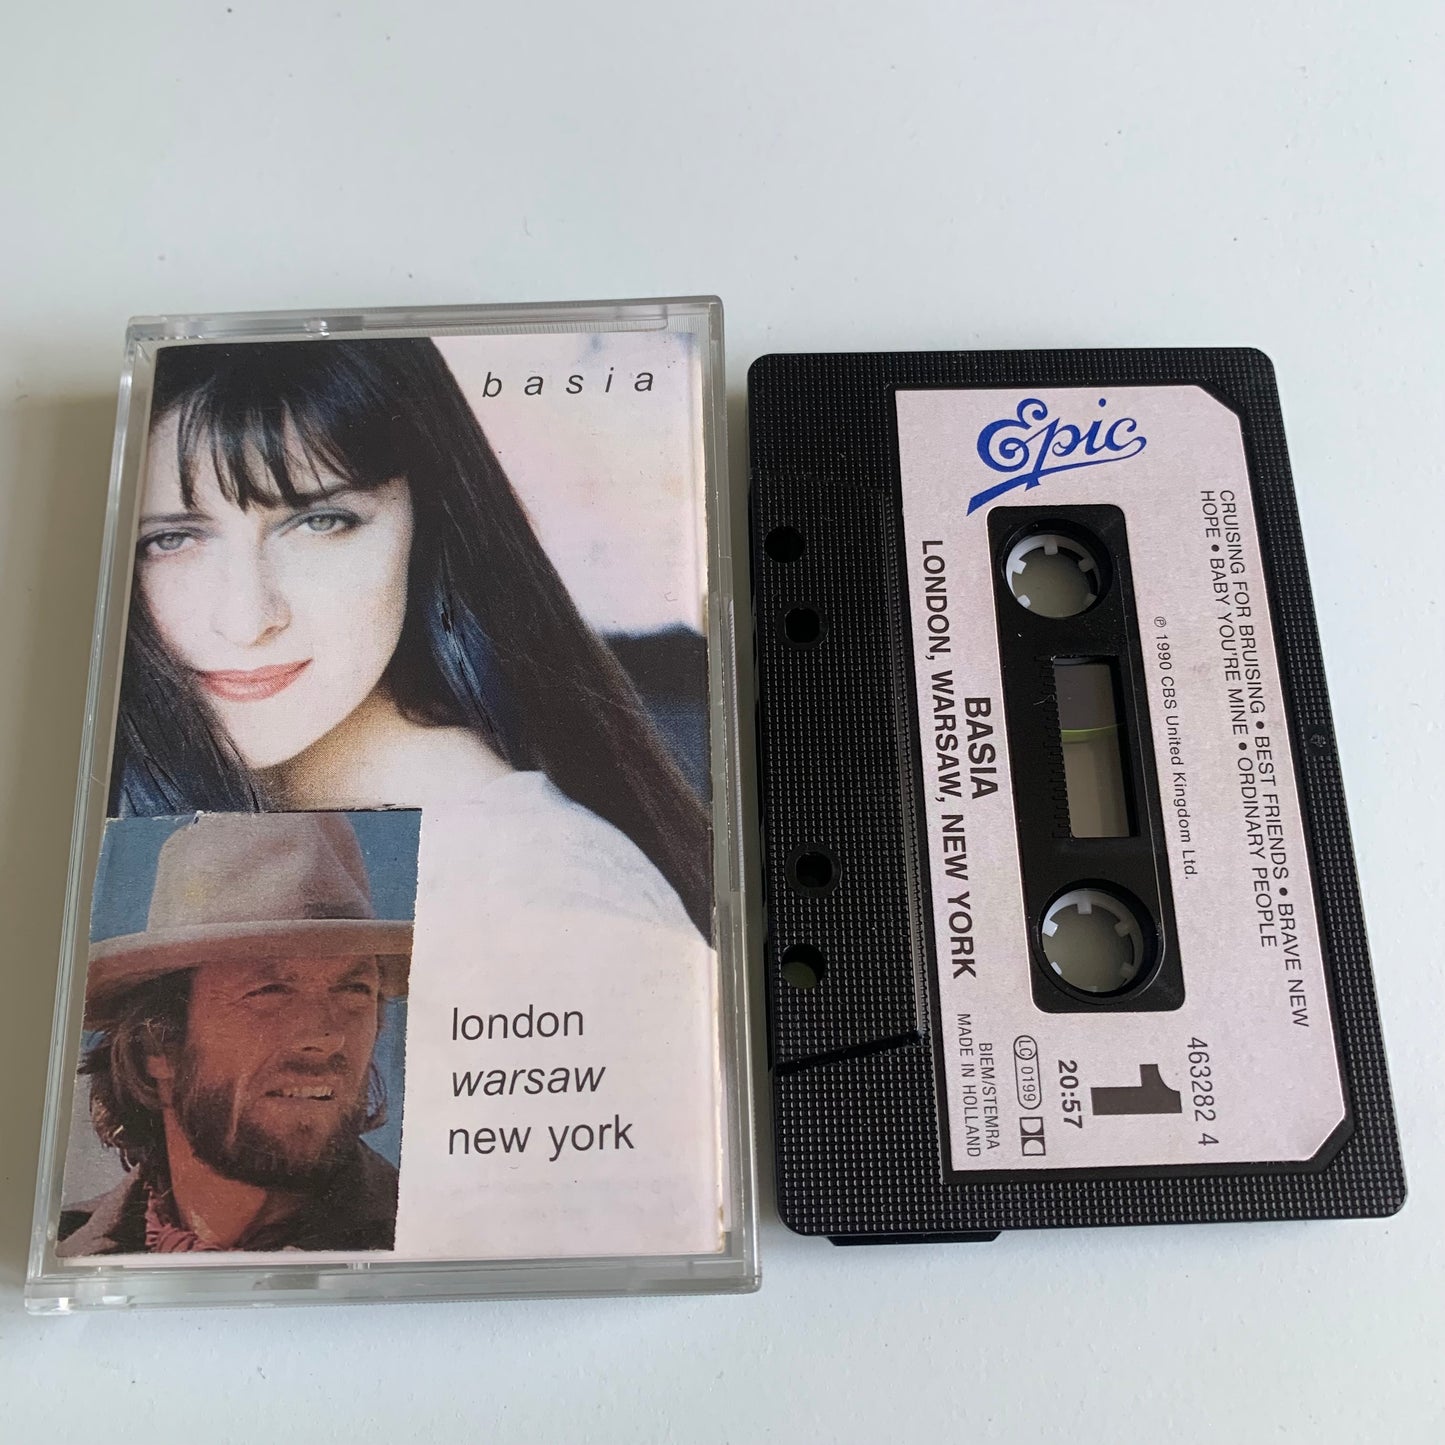 basia
london
warsaw
new york
Epic
CRUISING FOR BRUISING • BEST FRIENDS • BRAVE NEW
HOPE • BABY YOU'RE MINE • ORDINARY PEOPLE
℗ 1990 CBS United Kingdom Ltd.
BASIA
LONDON, WARSAW, NEW YORK
463282 4
1
20:57
LC 0199
BIEM/STEMRA
MADE IN HOLLAND